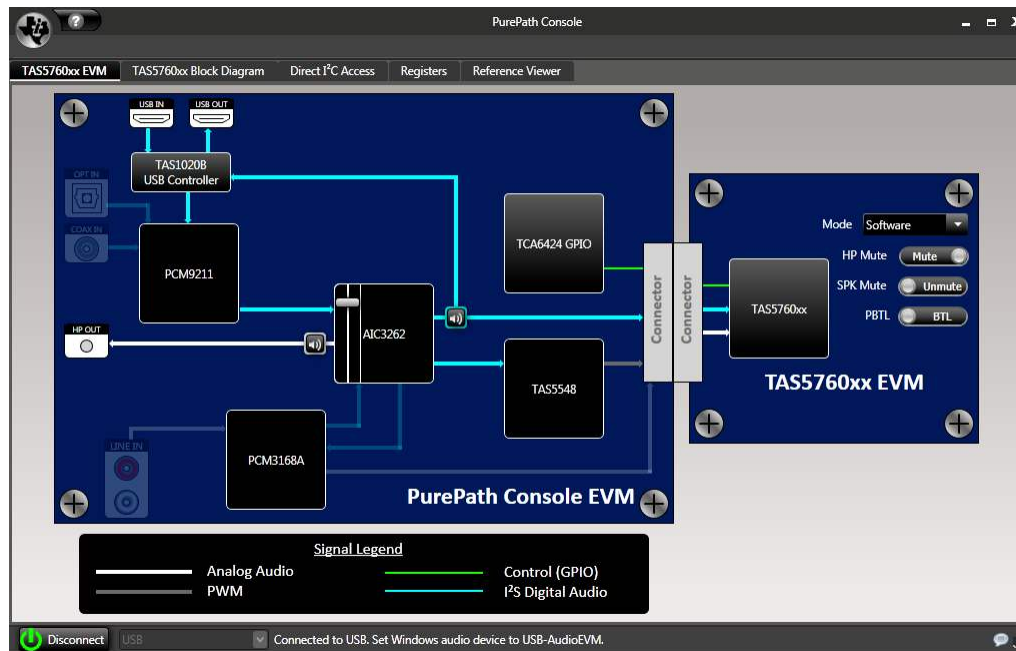 PurePath Console
TAS5760xx EVM
TAS5760xx Block Diagram
Direct I²C Access
Registers
Reference Viewer
USB IN
USB OUT
TAS1020B
USB Controller
OPT IN
COAX IN
PCM9211
HP OUT
AIC3262
TCA6424 GPIO
TAS5548
LINE IN
PCM3168A
Connector
Connector
PurePath Console EVM
Mode Software
HP Mute Mute
SPK Mute Unmute
PBTL BTL
TAS5760xx
TAS5760xx EVM
Signal Legend
Analog Audio
Control (GPIO)
PWM
I²S Digital Audio
Disconnect
USB
Connected to USB. Set Windows audio device to USB-AudioEVM.